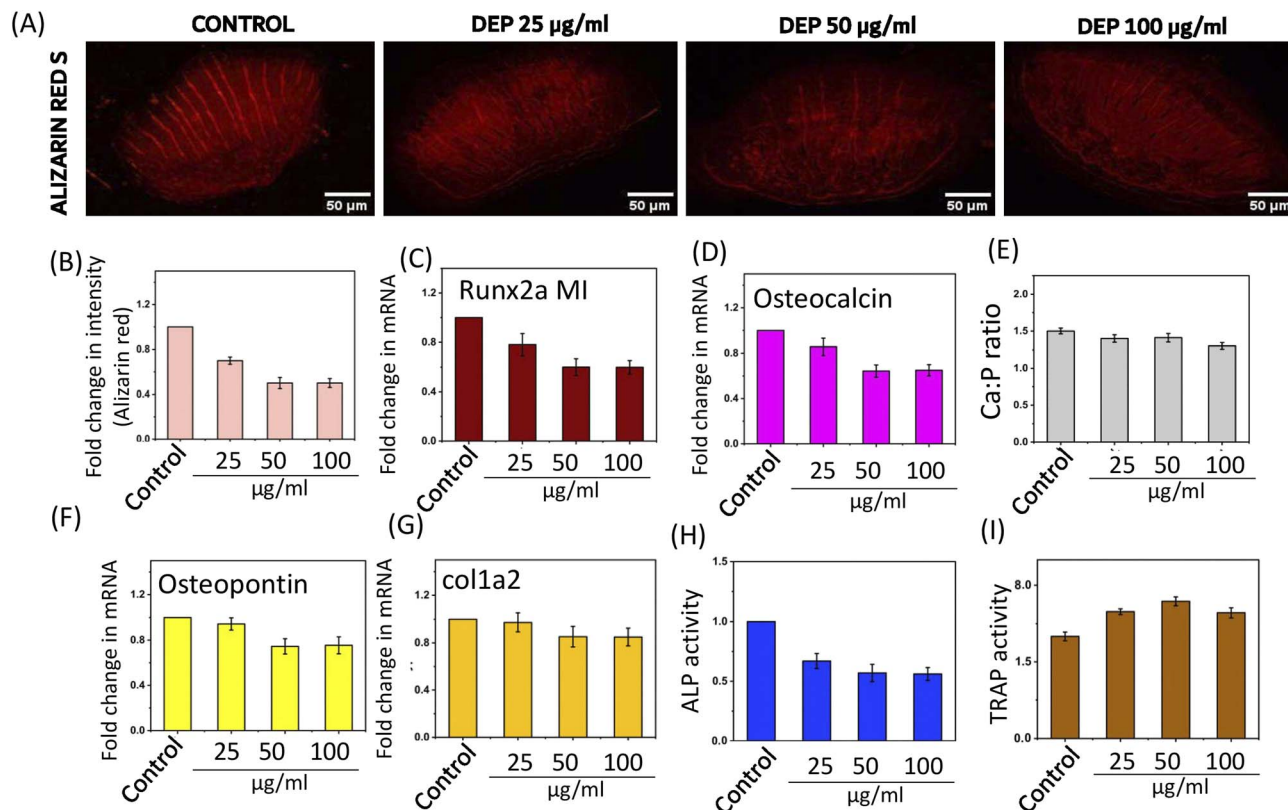 (A)
CONTROL
DEP 25 µg/ml
DEP 50 µg/ml
DEP 100 µg/ml
ALIZARIN RED S
50 µm
50 µm
50 µm
50 µm
(B)
Fold change in intensity
(Alizarin red)
1.2
0.8
0.4
0.0
Control
25 50 100
µg/ml
(C)
Fold change in mRNA
Runx2a MI
1.2
0.8
0.4
0.0
Control
25 50 100
µg/ml
(D)
Fold change in mRNA
Osteocalcin
1.2
0.8
0.4
0.0
Control
25 50 100
µg/ml
(E)
Ca:P ratio
2.0
1.5
1.0
0.5
0.0
Control
25 50 100
µg/ml
(F)
Fold change in mRNA
Osteopontin
1.2
0.8
0.4
0.0
Control
25 50 100
µg/ml
(G)
Fold change in mRNA
col1a2
1.2
0.8
0.4
0.0
Control
25 50 100
µg/ml
(H)
ALP activity
1.5
1.0
0.5
0.0
Control
25 50 100
µg/ml
(I)
TRAP activity
8.0
1.5
0.0
Control
25 50 100
µg/ml